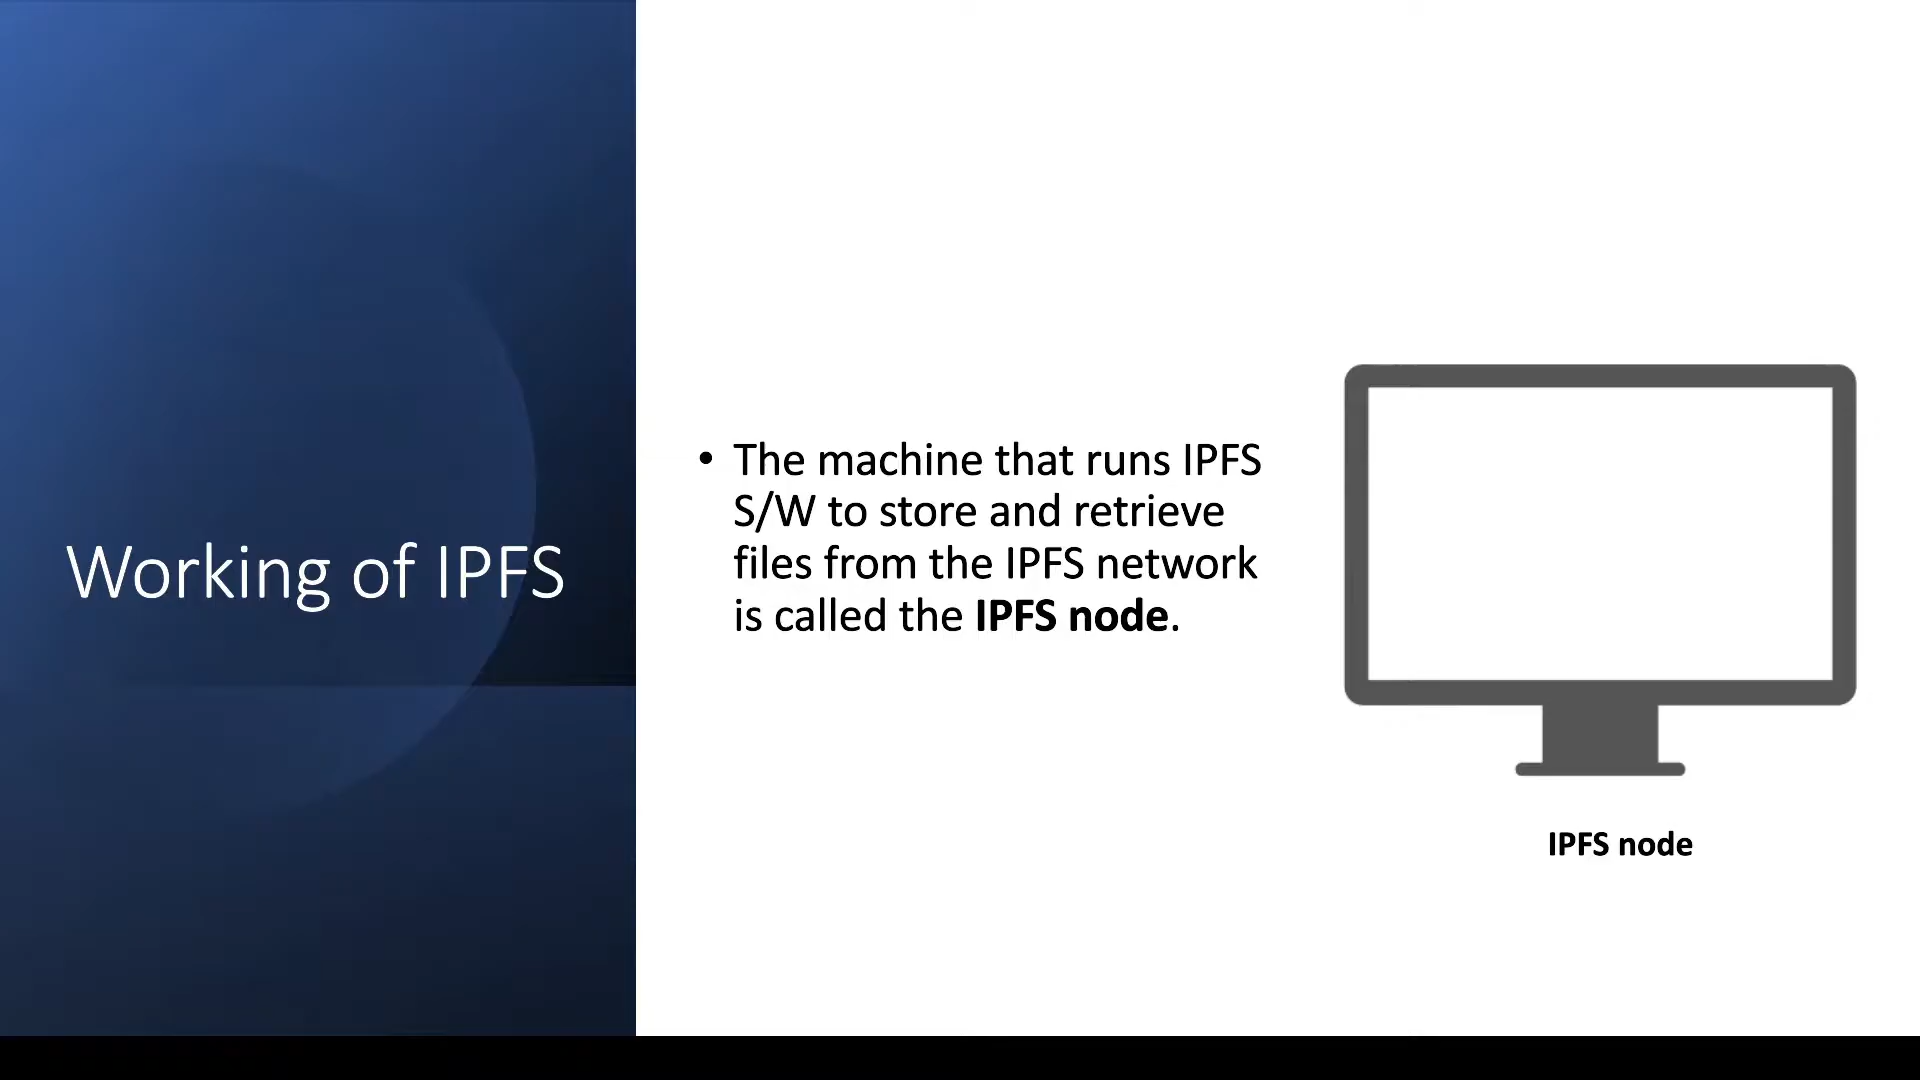 Working of IPFS
• The machine that runs IPFS
S/W to store and retrieve
files from the IPFS network
is called the IPFS node.
IPFS node